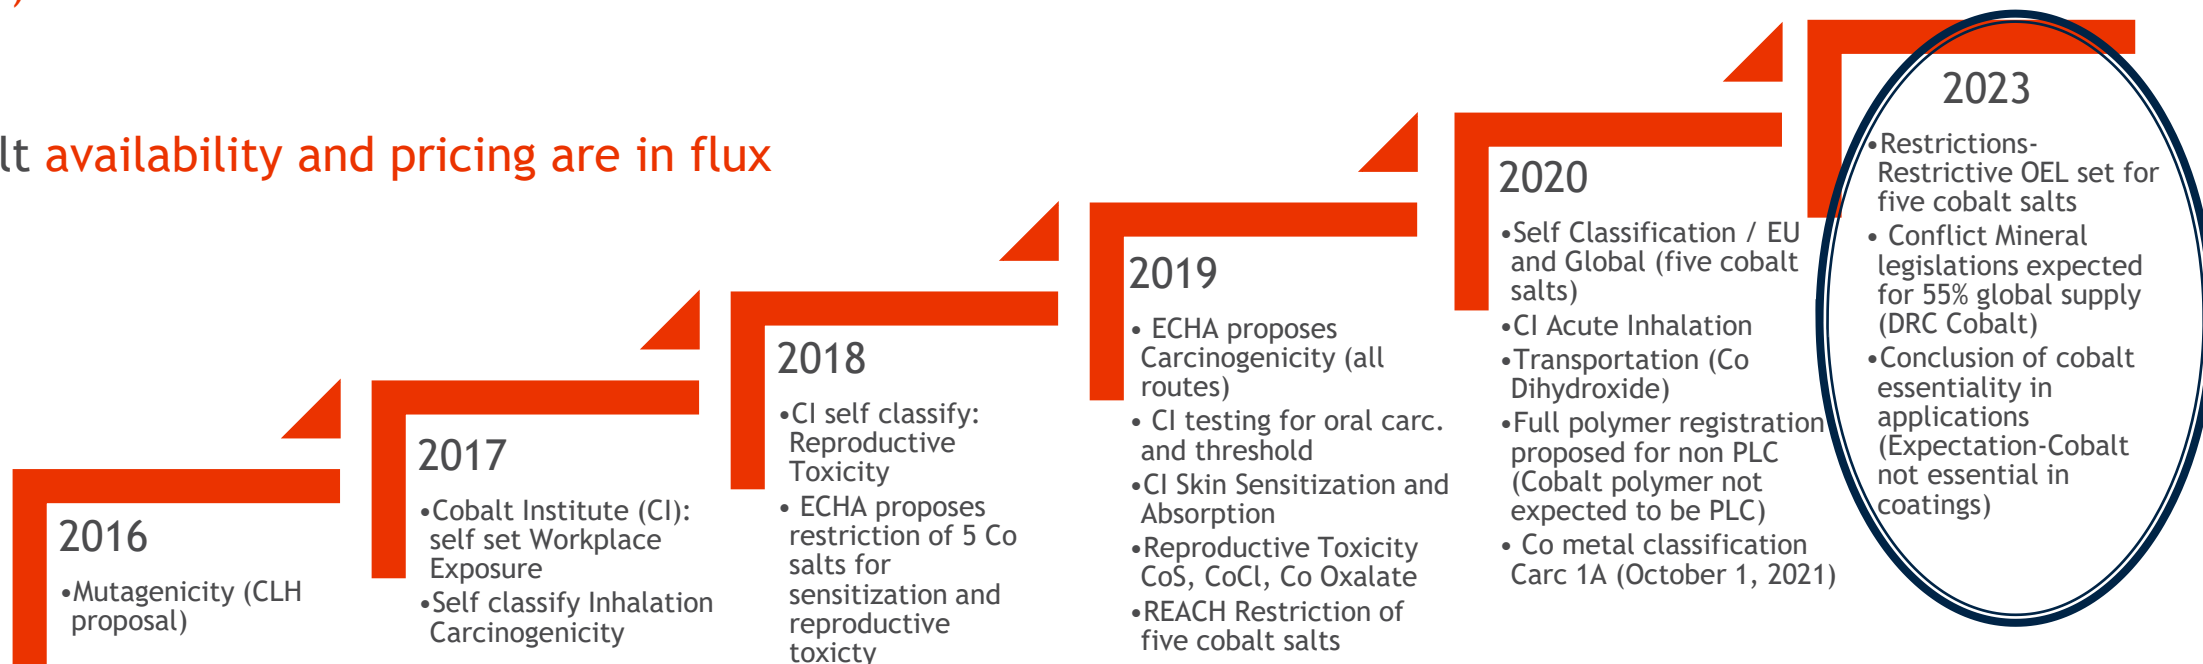 )
lt availability and pricing are in flux
2016
•Mutagenicity (CLH
proposal)
2017
•Cobalt Institute (CI):
self set Workplace
Exposure
•Self classify Inhalation
Carcinogenicity
2018
•CI self classify:
Reproductive
Toxicity
• ECHA proposes
restriction of 5 Co
salts for
sensitization and
reproductive
toxicty
2019
• ECHA proposes
Carcinogenicity (all
routes)
• CI testing for oral carc.
and threshold
•CI Skin Sensitization and
Absorption
•Reproductive Toxicity
CoS, CoCl, Co Oxalate
•REACH Restriction of
five cobalt salts
2020
•Self Classification / EU
and Global (five cobalt
salts)
•CI Acute Inhalation
•Transportation (Co
Dihydroxide)
•Full polymer registration
proposed for non PLC
(Cobalt polymer not
expected to be PLC)
• Co metal classification
Carc 1A (October 1, 2021)
2023
•Restrictions-
Restrictive OEL set for
five cobalt salts
• Conflict Mineral
legislations expected
for 55% global supply
(DRC Cobalt)
•Conclusion of cobalt
essentiality in
applications
(Expectation-Cobalt
not essential in
coatings)